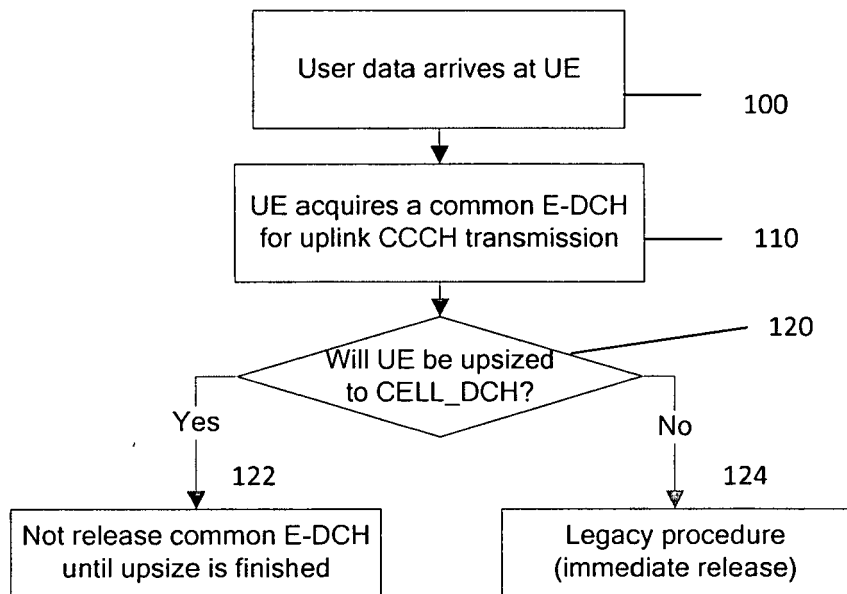 User data arrives at UE
100
UE acquires a common E-DCH
for uplink CCCH transmission
110
120
Will UE be upsized
to CELL_DCH?
Yes
No
122
124
Not release common E-DCH
until upsize is finished
Legacy procedure
(immediate release)